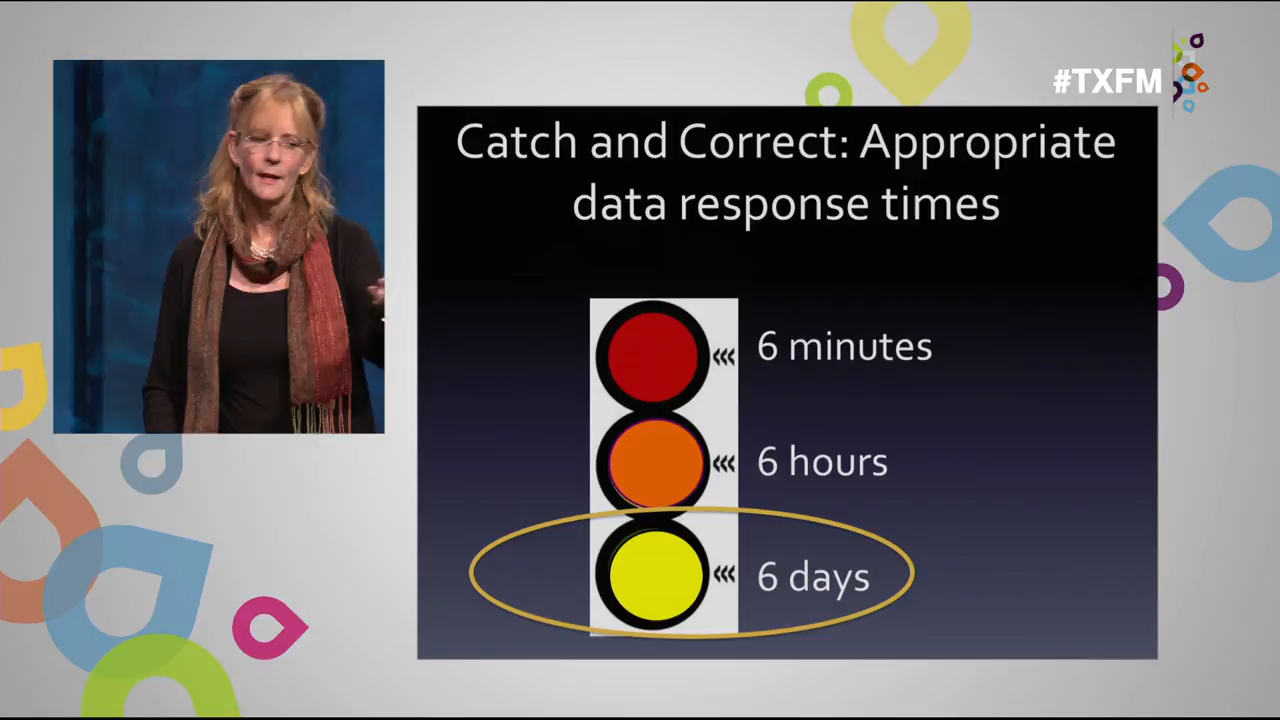 #TXFM
Catch and Correct: Appropriate
data response times
6 minutes
6 hours
6 days